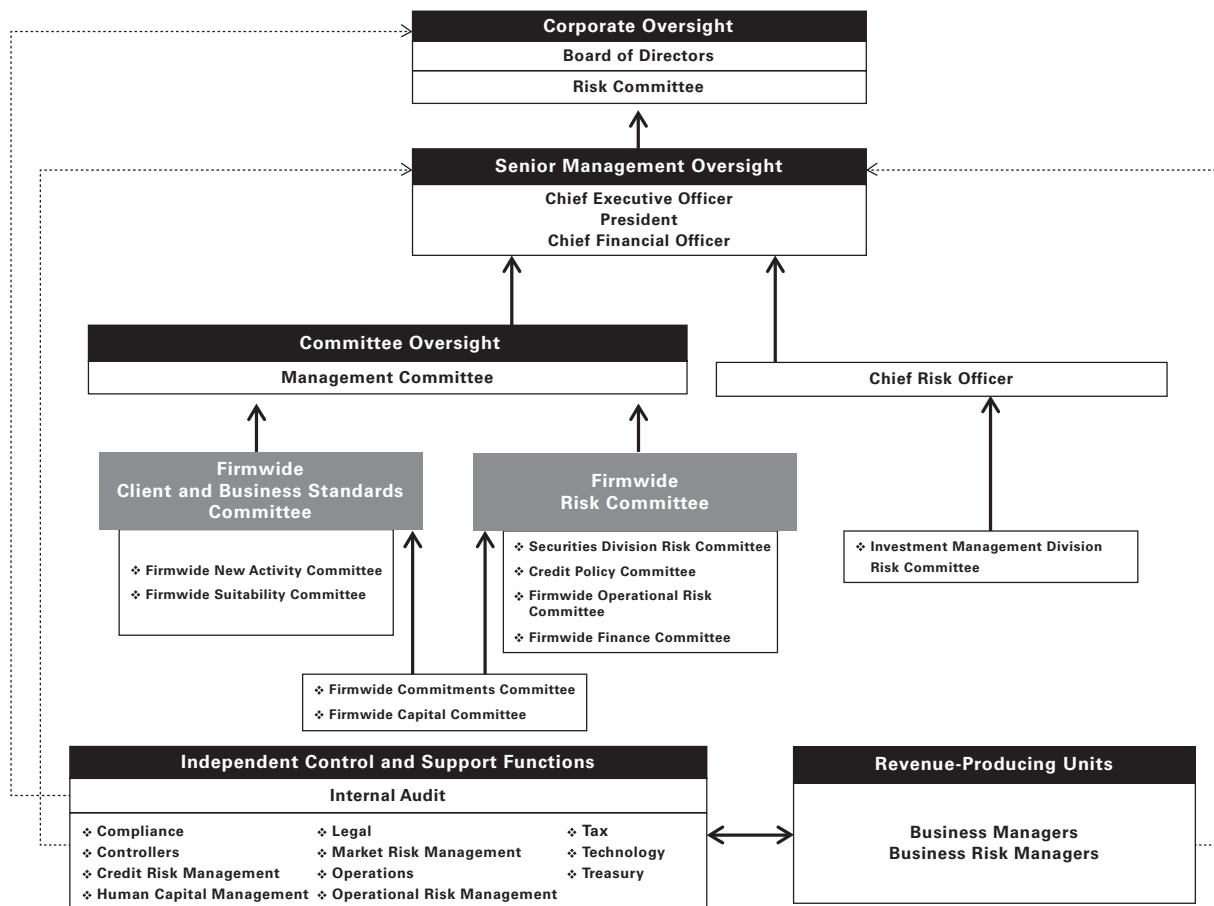 Corporate Oversight
Board of Directors
Risk Committee
Senior Management Oversight
Chief Executive Officer
President
Chief Financial Officer
Committee Oversight
Management Committee
Chief Risk Officer
Firmwide
Client and Business Standards
Committee
Firmwide
Risk Committee
❖ Firmwide New Activity Committee
❖ Firmwide Suitability Committee
❖ Securities Division Risk Committee
❖ Credit Policy Committee
❖ Firmwide Operational Risk
Committee
❖ Firmwide Finance Committee
❖ Investment Management Division
Risk Committee
❖ Firmwide Commitments Committee
❖ Firmwide Capital Committee
Independent Control and Support Functions
Internal Audit
❖ Compliance
❖ Controllers
❖ Credit Risk Management
❖ Human Capital Management
❖ Legal
❖ Market Risk Management
❖ Operations
❖ Operational Risk Management
❖ Tax
❖ Technology
❖ Treasury
Revenue-Producing Units
Business Managers
Business Risk Managers